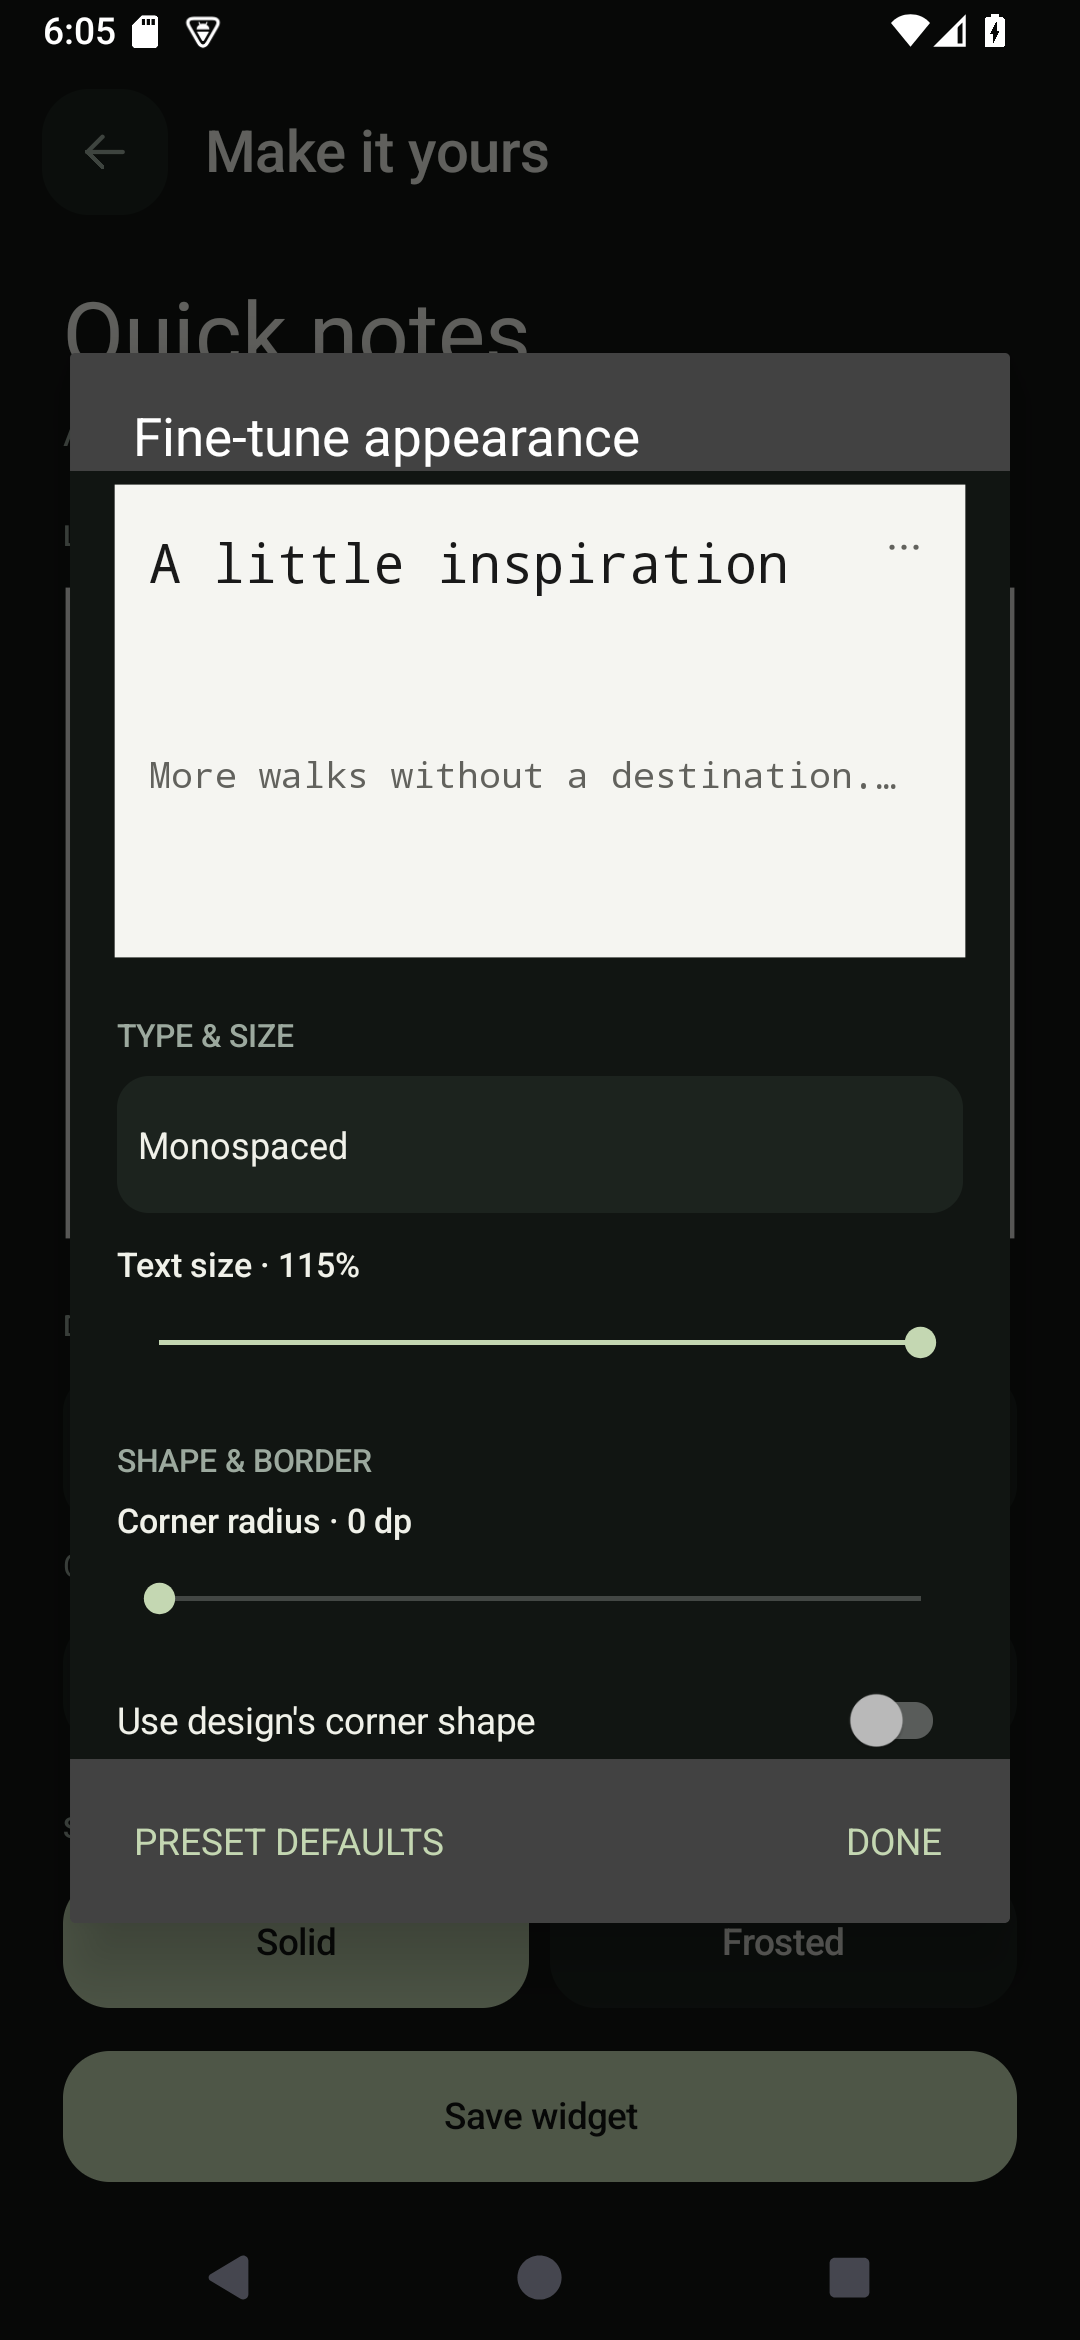 6:05
Make it yours
Quick notes
Fine-tune appearance
A little inspiration
More walks without a destination.…
TYPE & SIZE
Monospaced
Text size · 115%
SHAPE & BORDER
Corner radius · 0 dp
Use design's corner shape
PRESET DEFAULTS
DONE
Solid
Frosted
Save widget